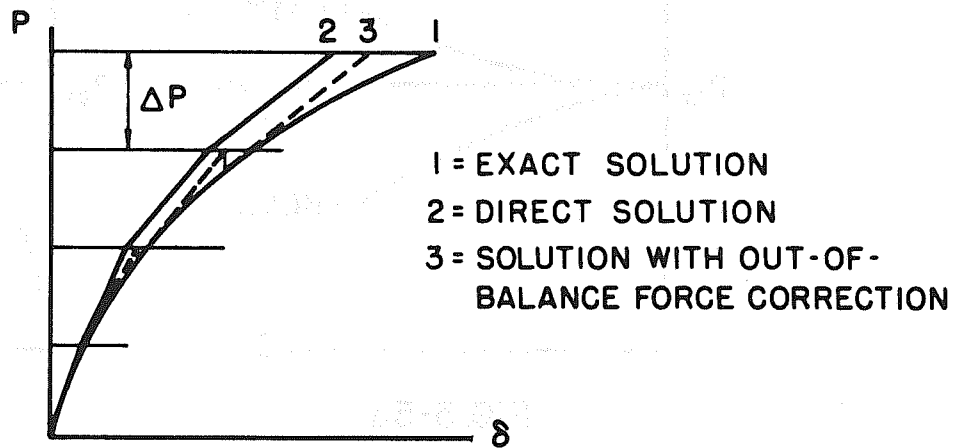 P
2 3 1
ΔP
1 = EXACT SOLUTION
2 = DIRECT SOLUTION
3 = SOLUTION WITH OUT-OF-
BALANCE FORCE CORRECTION
δ